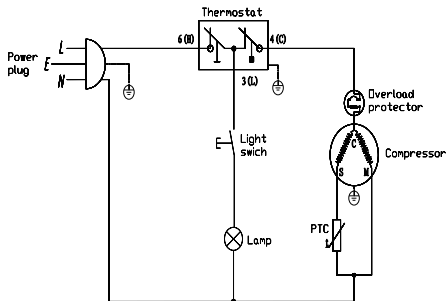 Thermostat
6 (H)
4 (C)
3 (L)
Power
plug
L
E
N
Overload
protector
Light
swich
C
S
M
Compressor
PTC
Lamp